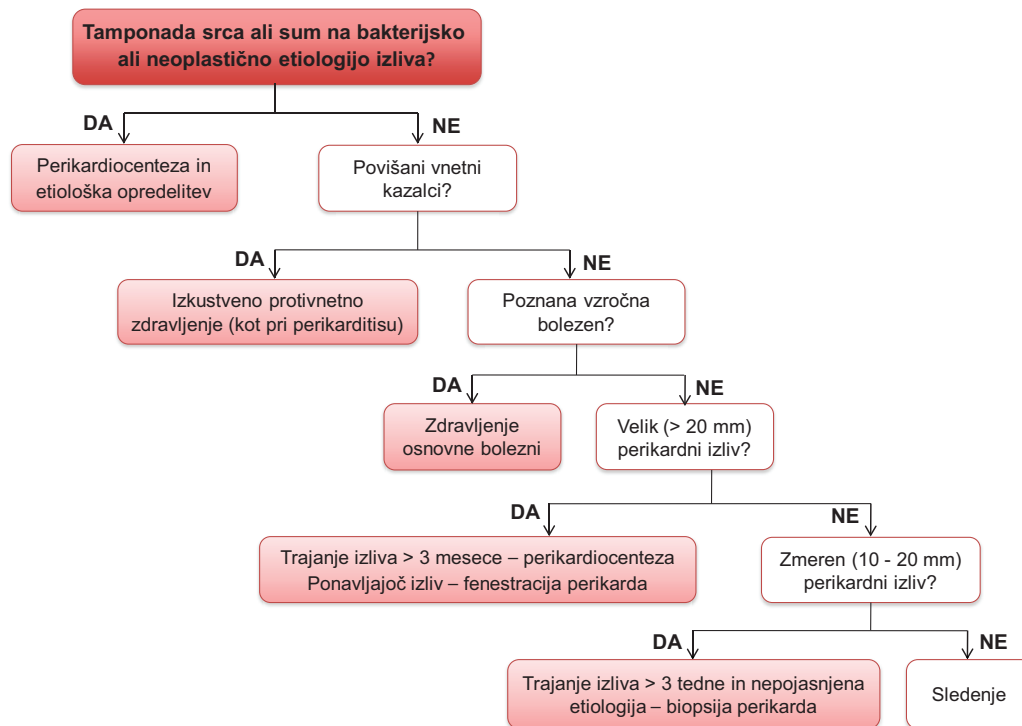 Tamponada srca ali sum na bakterijsko
ali neoplastično etiologijo izliva?
DA
NE
Perikardiocenteza in
etiološka opredelitev
Povišani vnetni
kazalci?
DA
NE
Izkustveno protivnetno
zdravljenje (kot pri perikarditisu)
Poznana vzročna
bolezen?
DA
NE
Zdravljenje
osnovne bolezni
Velik (> 20 mm)
perikardni izliv?
DA
NE
Trajanje izliva > 3 mesece – perikardiocenteza
Ponavljajoč izliv – fenestracija perikarda
Zmeren (10 - 20 mm)
perikardni izliv?
DA
NE
Trajanje izliva > 3 tedne in nepojasnjena
etiologija – biopsija perikarda
Sledenje